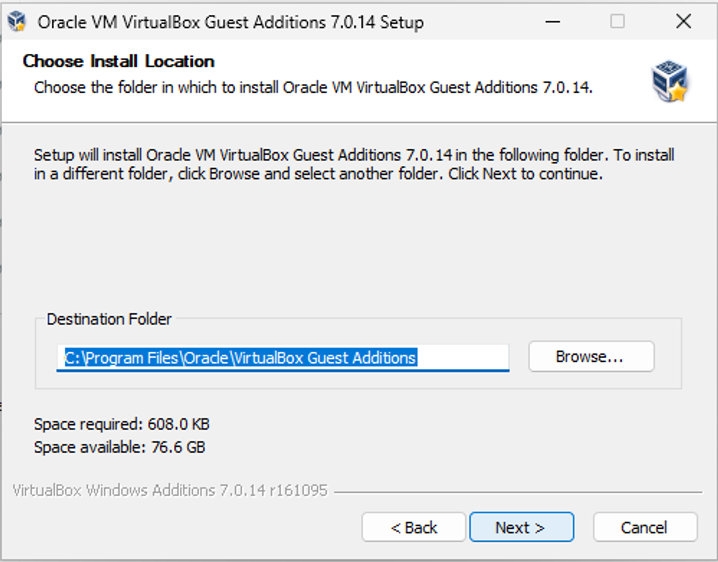 Oracle VM VirtualBox Guest Additions 7.0.14 Setup
Choose Install Location
Choose the folder in which to install Oracle VM VirtualBox Guest Additions 7.0.14.
Setup will install Oracle VM VirtualBox Guest Additions 7.0.14 in the following folder. To install
in a different folder, click Browse and select another folder. Click Next to continue.
Destination Folder
C:\Program Files\Oracle\VirtualBox Guest Additions
Browse...
Space required: 608.0 KB
Space available: 76.6 GB
VirtualBox Windows Additions 7.0.14 r161095
< Back
Next >
Cancel